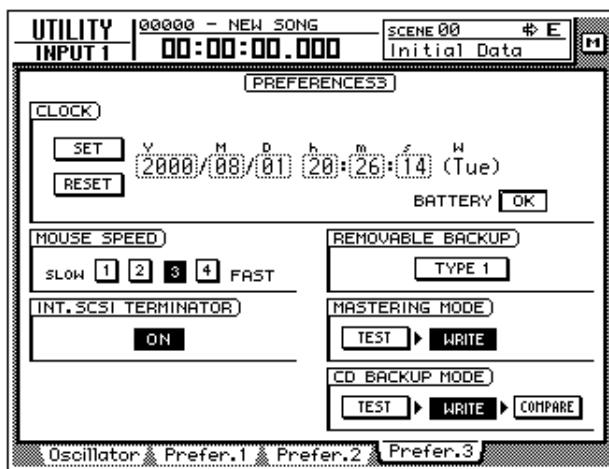 UTILITY
INPUT 1
00000 - NEW SONG
00:00:00.000
SCENE 00 E
Initial Data
M
PREFERENCES3
CLOCK
SET
RESET
Y M D h m s W
2000/08/01 20:26:14 (Tue)
BATTERY OK
MOUSE SPEED
SLOW 1 2 3 4 FAST
REMOVABLE BACKUP
TYPE 1
INT.SCSI TERMINATOR
ON
MASTERING MODE
TEST WRITE
CD BACKUP MODE
TEST WRITE COMPARE
Oscillator Prefer.1 Prefer.2 Prefer.3